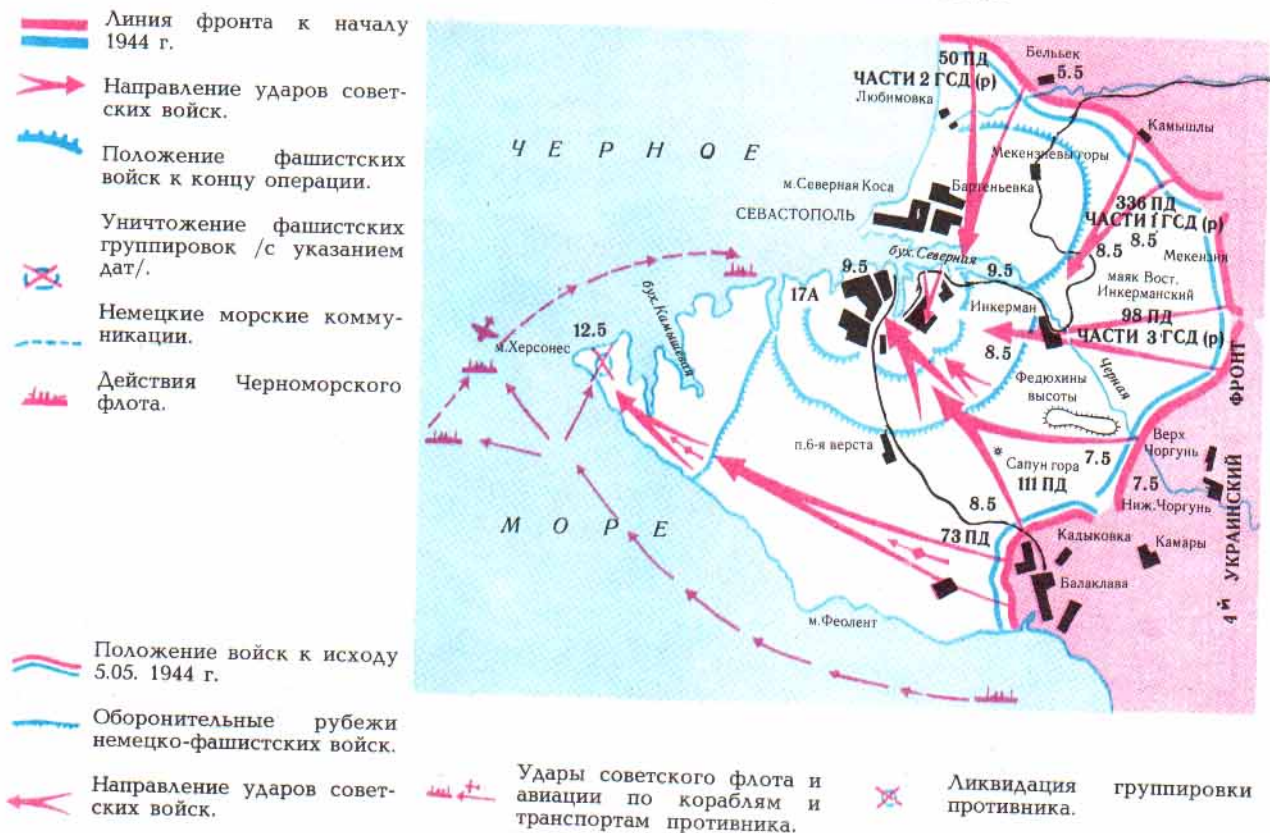 Линия фронта к началу
1944 г.
Направление ударов совет-
ских войск.
Положение фашистских
войск к концу операции.
Уничтожение фашистских
группировок /с указанием
дат/.
Немецкие морские комму-
никации.
Действия Черноморского
флота.
Положение войск к исходу
5.05. 1944 г.
Оборонительные рубежи
немецко-фашистских войск.
Направление ударов совет-
ских войск.
Удары советского флота и
авиации по кораблям и
транспортам противника.
Ликвидация группировки
противника.
50 ПД
ЧАСТИ 2 ГСД (р)
Любимовка
Бельбек
5.5
Камышлы
ЧЕРНОЕ
Мекензиевы горы
м.Северная Коса
Бартеньевка
СЕВАСТОПОЛЬ
336 ПД
ЧАСТИ 1 ГСД (р)
8.5
8.5
Мекензия
бух.Северная
9.5
9.5
маяк Вост.
Инкерманский
17А
бух.Камышевая
Инкерман
98 ПД
ЧАСТИ 3 ГСД (р)
12.5
м.Херсонес
8.5
Черная
Федюхины
высоты
п.6-я верста
Сапун гора
111 ПД
7.5
Верх
Чоргунь
7.5
Ниж.Чоргунь
МОРЕ
8.5
73 ПД
Кадыковка
Камары
Балаклава
м.Феолент
4й УКРАИНСКИЙ ФРОНТ